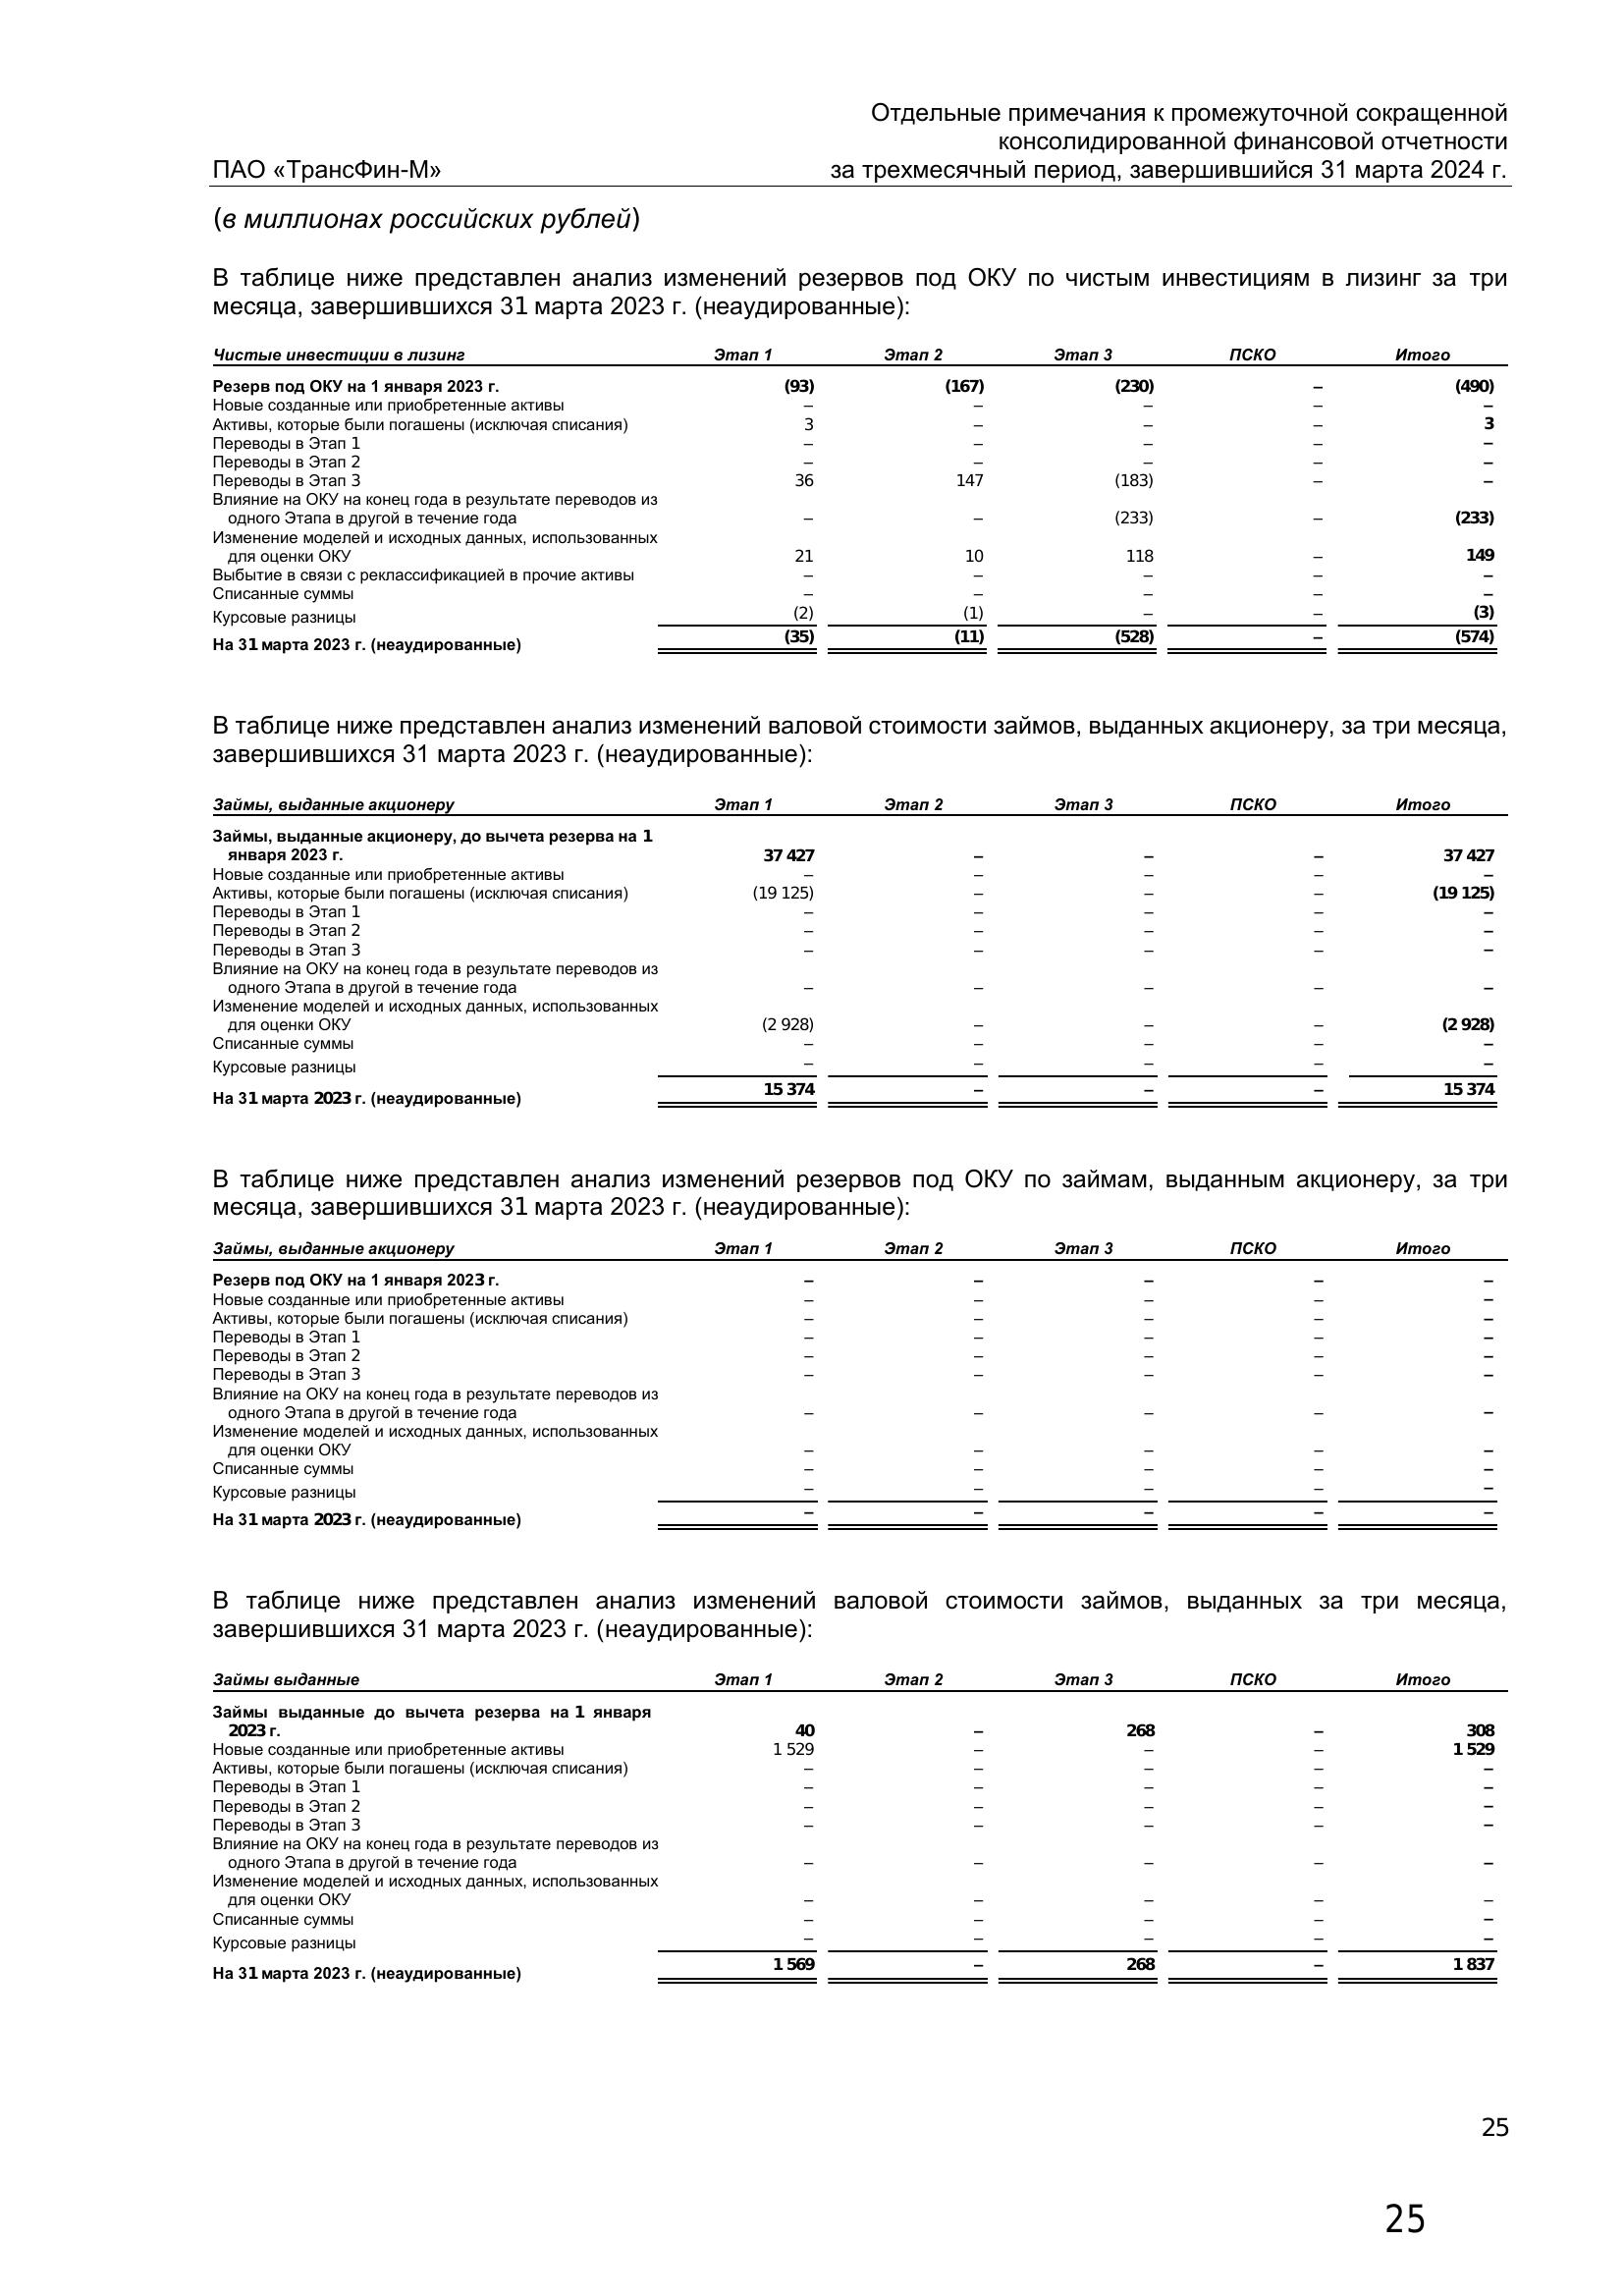 Отдельные примечания к промежуточной сокращенной
консолидированной финансовой отчетности
ПАО «ТрансФин-М» за трехмесячный период, завершившийся 31 марта 2024 г.
(в миллионах российских рублей)
В таблице ниже представлен анализ изменений резервов под ОКУ по чистым инвестициям в лизинг за три
месяца, завершившихся 31 марта 2023 г. (неаудированные):
Чистые инвестиции в лизинг Этап 1 Этап 2 Этап 3 ПСКО Итого
Резерв под ОКУ на 1 января 2023 г. (93) (167) (230) – (490)
Новые созданные или приобретенные активы – – – – –
Активы, которые были погашены (исключая списания) 3 – – – 3
Переводы в Этап 1 – – – – –
Переводы в Этап 2 – – – – –
Переводы в Этап 3 36 147 (183) – –
Влияние на ОКУ на конец года в результате переводов из
одного Этапа в другой в течение года – – (233) – (233)
Изменение моделей и исходных данных, использованных
для оценки ОКУ 21 10 118 – 149
Выбытие в связи с реклассификацией в прочие активы – – – – –
Списанные суммы – – – – –
Курсовые разницы (2) (1) – – (3)
На 31 марта 2023 г. (неаудированные) (35) (11) (528) – (574)
В таблице ниже представлен анализ изменений валовой стоимости займов, выданных акционеру, за три месяца,
завершившихся 31 марта 2023 г. (неаудированные):
Займы, выданные акционеру Этап 1 Этап 2 Этап 3 ПСКО Итого
Займы, выданные акционеру, до вычета резерва на 1
января 2023 г. 37 427 – – – 37 427
Новые созданные или приобретенные активы – – – – –
Активы, которые были погашены (исключая списания) (19 125) – – – (19 125)
Переводы в Этап 1 – – – – –
Переводы в Этап 2 – – – – –
Переводы в Этап 3 – – – – –
Влияние на ОКУ на конец года в результате переводов из
одного Этапа в другой в течение года – – – – –
Изменение моделей и исходных данных, использованных
для оценки ОКУ (2 928) – – – (2 928)
Списанные суммы – – – – –
Курсовые разницы – – – – –
На 31 марта 2023 г. (неаудированные) 15 374 – – – 15 374
В таблице ниже представлен анализ изменений резервов под ОКУ по займам, выданным акционеру, за три
месяца, завершившихся 31 марта 2023 г. (неаудированные):
Займы, выданные акционеру Этап 1 Этап 2 Этап 3 ПСКО Итого
Резерв под ОКУ на 1 января 2023 г. – – – – –
Новые созданные или приобретенные активы – – – – –
Активы, которые были погашены (исключая списания) – – – – –
Переводы в Этап 1 – – – – –
Переводы в Этап 2 – – – – –
Переводы в Этап 3 – – – – –
Влияние на ОКУ на конец года в результате переводов из
одного Этапа в другой в течение года – – – – –
Изменение моделей и исходных данных, использованных
для оценки ОКУ – – – – –
Списанные суммы – – – – –
Курсовые разницы – – – – –
На 31 марта 2023 г. (неаудированные) – – – – –
В таблице ниже представлен анализ изменений валовой стоимости займов, выданных за три месяца,
завершившихся 31 марта 2023 г. (неаудированные):
Займы выданные Этап 1 Этап 2 Этап 3 ПСКО Итого
Займы выданные до вычета резерва на 1 января
2023 г. 40 – 268 – 308
Новые созданные или приобретенные активы 1 529 – – – 1 529
Активы, которые были погашены (исключая списания) – – – – –
Переводы в Этап 1 – – – – –
Переводы в Этап 2 – – – – –
Переводы в Этап 3 – – – – –
Влияние на ОКУ на конец года в результате переводов из
одного Этапа в другой в течение года – – – – –
Изменение моделей и исходных данных, использованных
для оценки ОКУ – – – – –
Списанные суммы – – – – –
Курсовые разницы – – – – –
На 31 марта 2023 г. (неаудированные) 1 569 – 268 – 1 837
25
25